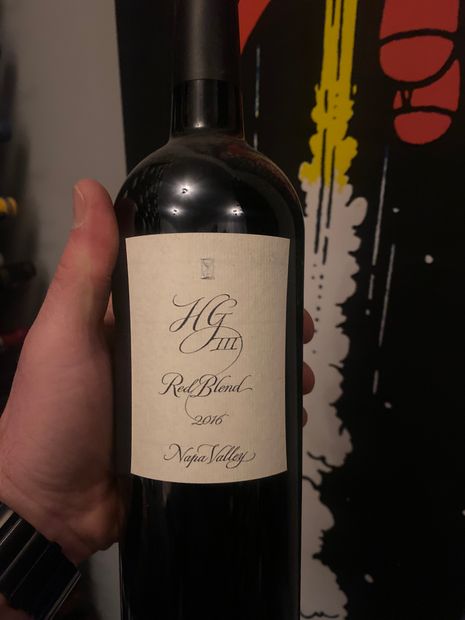 HG
III
Red Blend
2016
Napa Valley